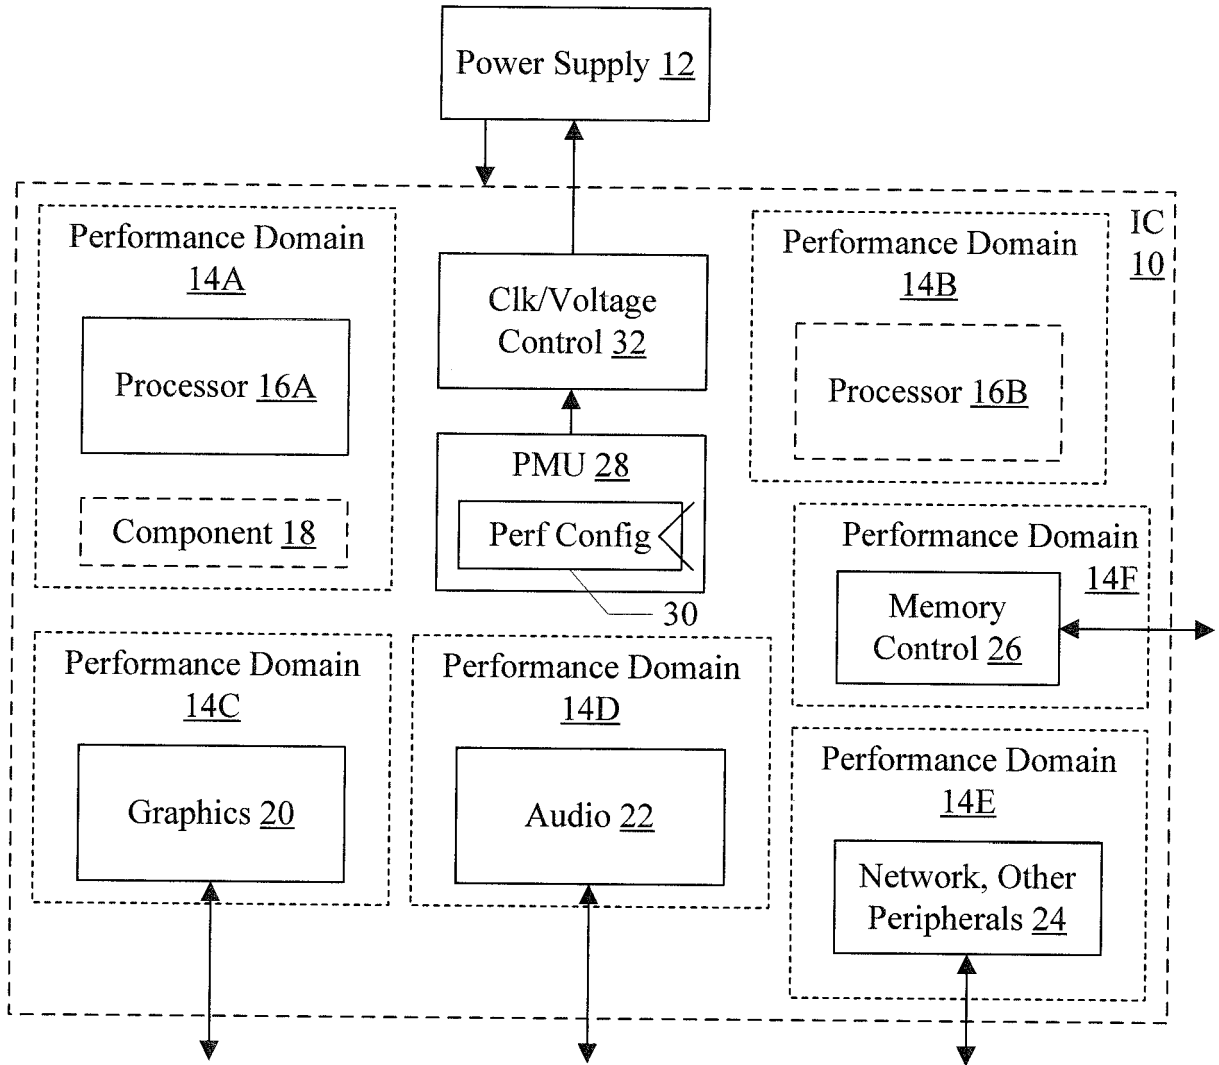 Power Supply 12
IC
10
Performance Domain
14A
Processor 16A
Component 18
Clk/Voltage
Control 32
PMU 28
Perf Config
30
Performance Domain
14B
Processor 16B
Performance Domain
14F
Memory
Control 26
Performance Domain
14C
Graphics 20
Performance Domain
14D
Audio 22
Performance Domain
14E
Network, Other
Peripherals 24